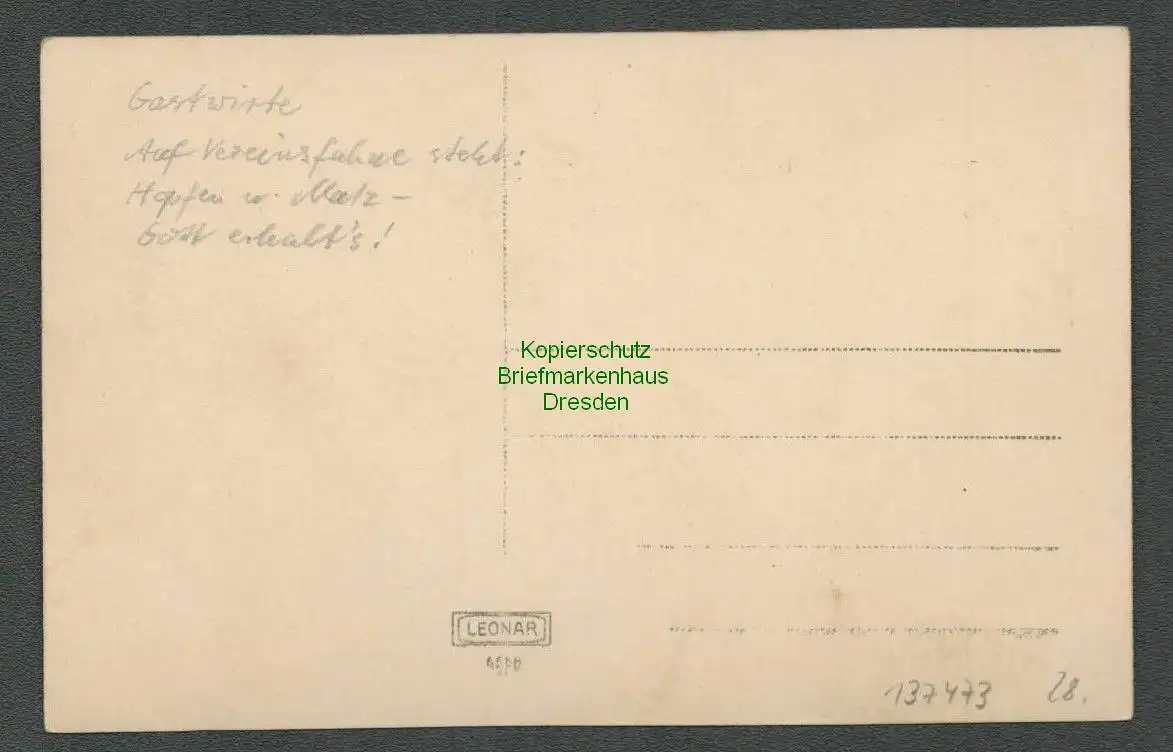 Gastwirte
Auf Vereinsfahne steht:
Hopfen u. Malz –
Gott erhalt's!
Kopierschutz
Briefmarkenhaus
Dresden
LEONAR
137473 28.